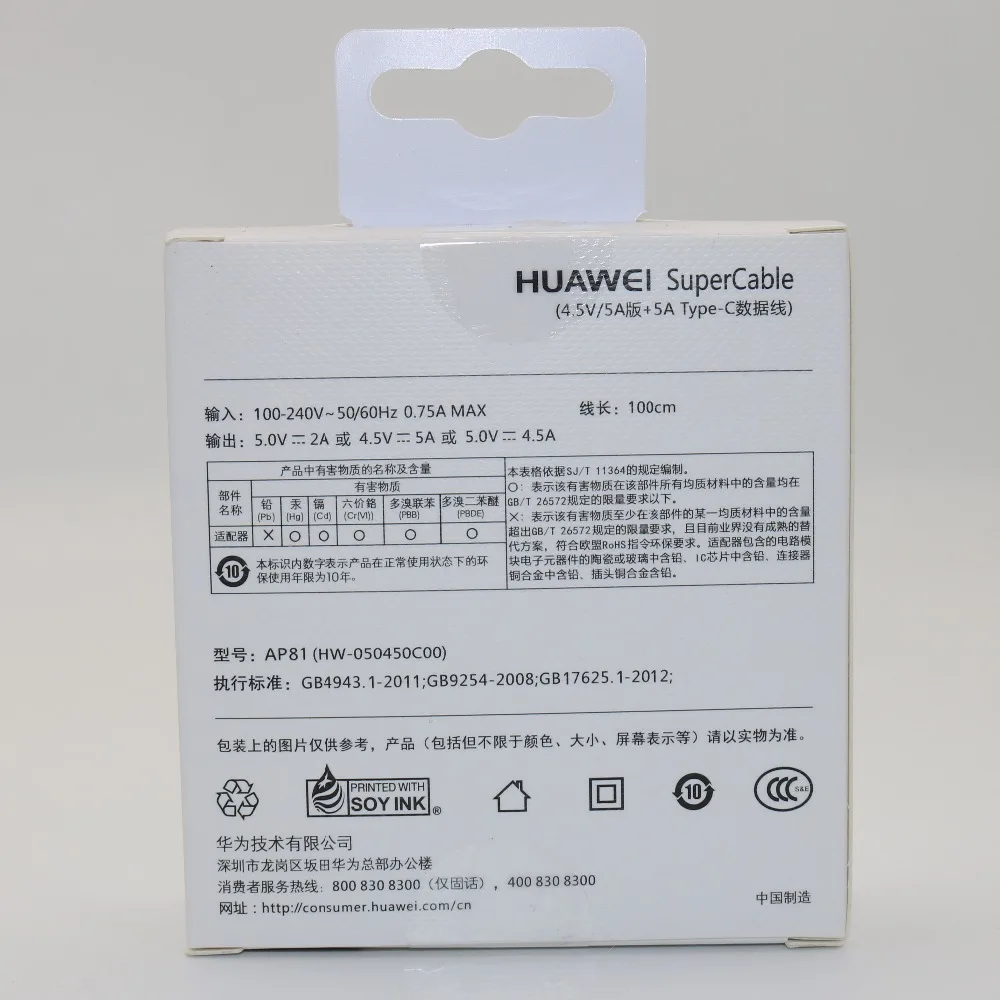 HUAWEI SuperCable
(4.5V/5A版+5A Type-C数据线)
输入: 100-240V~50/60Hz 0.75A MAX
线长: 100cm
输出: 5.0V⎓2A 或 4.5V⎓5A 或 5.0V⎓4.5A
产品中有害物质的名称及含量
部件名称
有害物质
铅 汞 镉 六价铬 多溴联苯 多溴二苯醚
(Pb) (Hg) (Cd) (Cr(VI)) (PBB) (PBDE)
适配器 × ○ ○ ○ ○ ○
10
本标识内数字表示产品在正常使用状态下的环
保使用年限为10年。
本表格依据SJ/T 11364的规定编制。
○: 表示该有害物质在该部件所有均质材料中的含量均在
GB/T 26572规定的限量要求以下。
×: 表示该有害物质至少在该部件的某一均质材料中的含量
超出GB/T 26572规定的限量要求, 且目前业界没有成熟的替
代方案, 符合欧盟RoHS指令环保要求。适配器包含的电路模
块电子元器件的陶瓷或玻璃中含铅、IC芯片中含铅、连接器
铜合金中含铅、插头铜合金含铅。
型号: AP81 (HW-050450C00)
执行标准: GB4943.1-2011;GB9254-2008;GB17625.1-2012;
包装上的图片仅供参考, 产品（包括但不限于颜色、大小、屏幕表示等）请以实物为准。
PRINTED WITH
SOY INK®
10
CCC S&E
华为技术有限公司
深圳市龙岗区坂田华为总部办公楼
消费者服务热线: 800 830 8300（仅固话）, 400 830 8300
网址: http://consumer.huawei.com/cn
中国制造